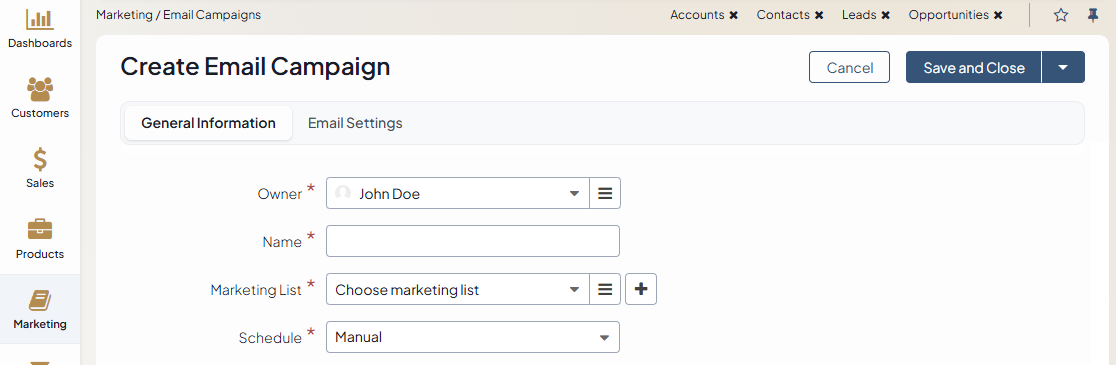 Dashboards
Customers
Sales
Products
Marketing
Marketing / Email Campaigns
Accounts ✖ Contacts ✖ Leads ✖ Opportunities ✖
Create Email Campaign
Cancel
Save and Close
General Information
Email Settings
Owner * John Doe
Name *
Marketing List * Choose marketing list
Schedule * Manual